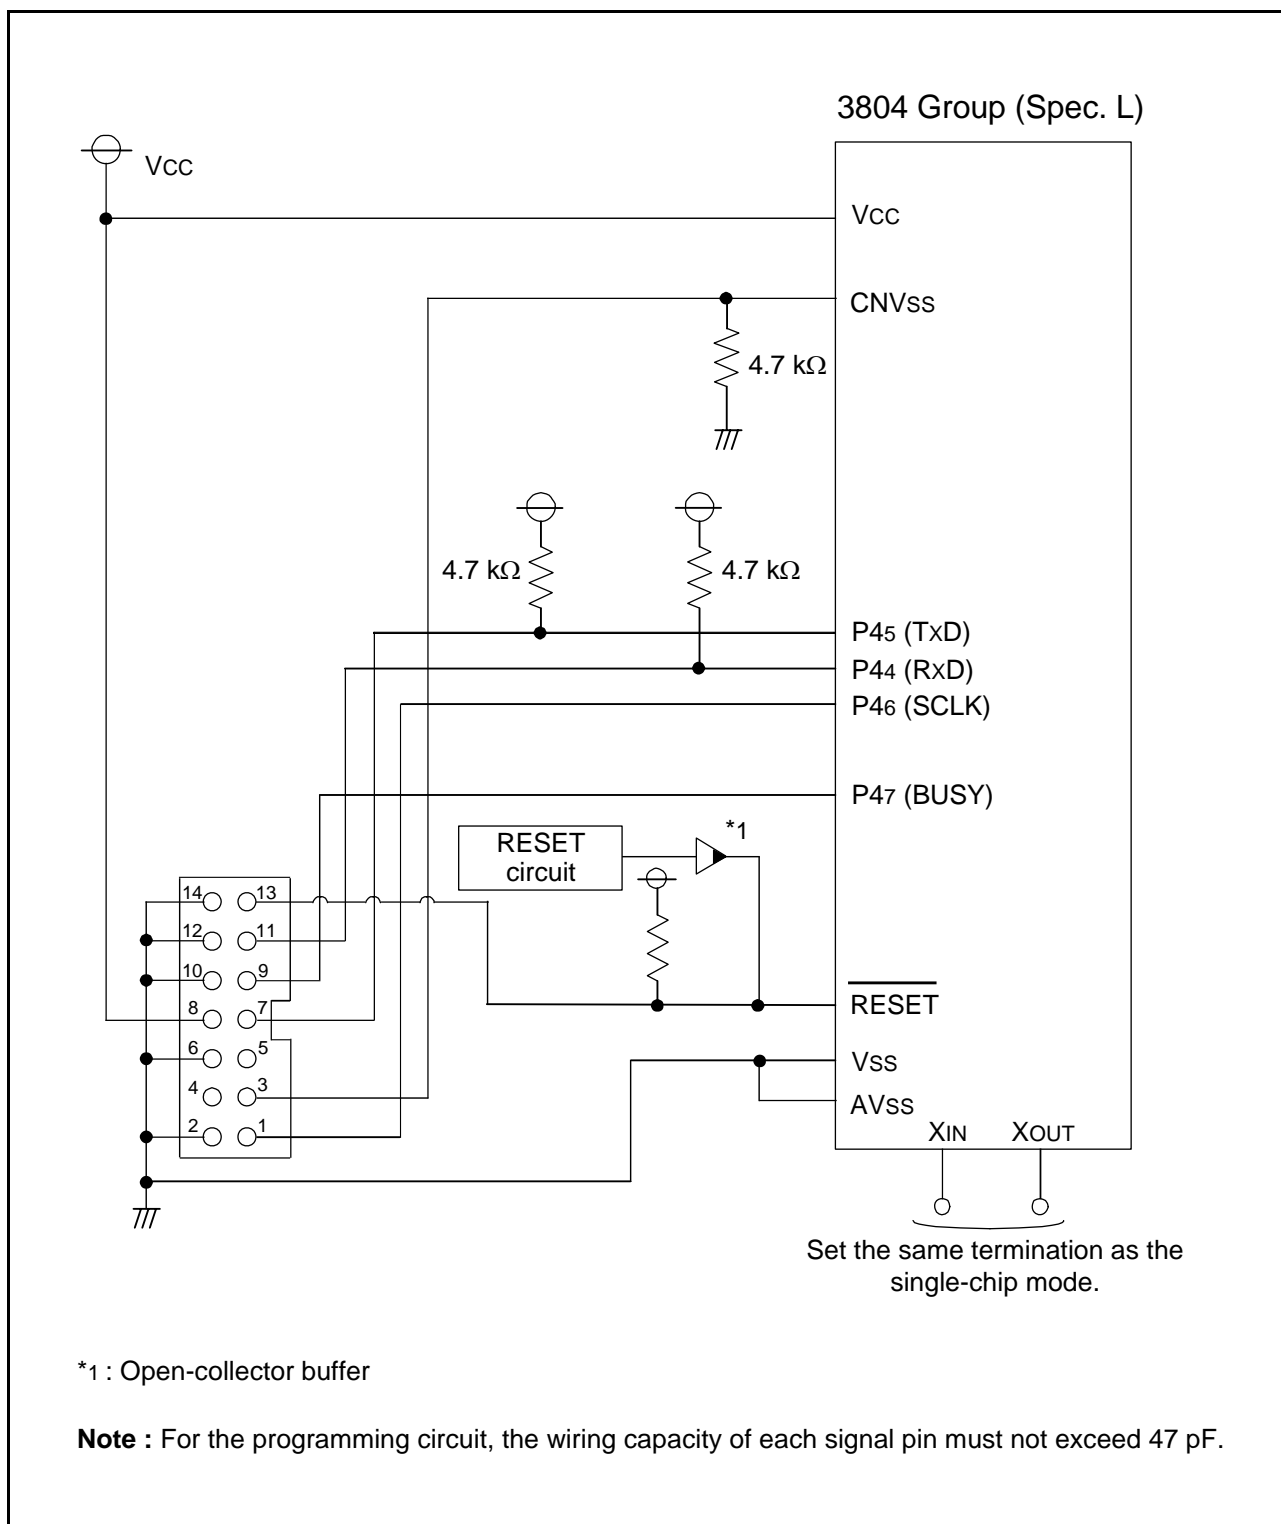 3804 Group (Spec. L)
VCC
VCC
CNVSS
4.7 kΩ
4.7 kΩ
4.7 kΩ
P45 (TXD)
P44 (RXD)
P46 (SCLK)
P47 (BUSY)
*1
RESET
circuit
14 13
12 11
10 9
8 7
6 5
4 3
2 1
RESET
VSS
AVSS
XIN XOUT
Set the same termination as the
single-chip mode.
*1 : Open-collector buffer
Note : For the programming circuit, the wiring capacity of each signal pin must not exceed 47 pF.